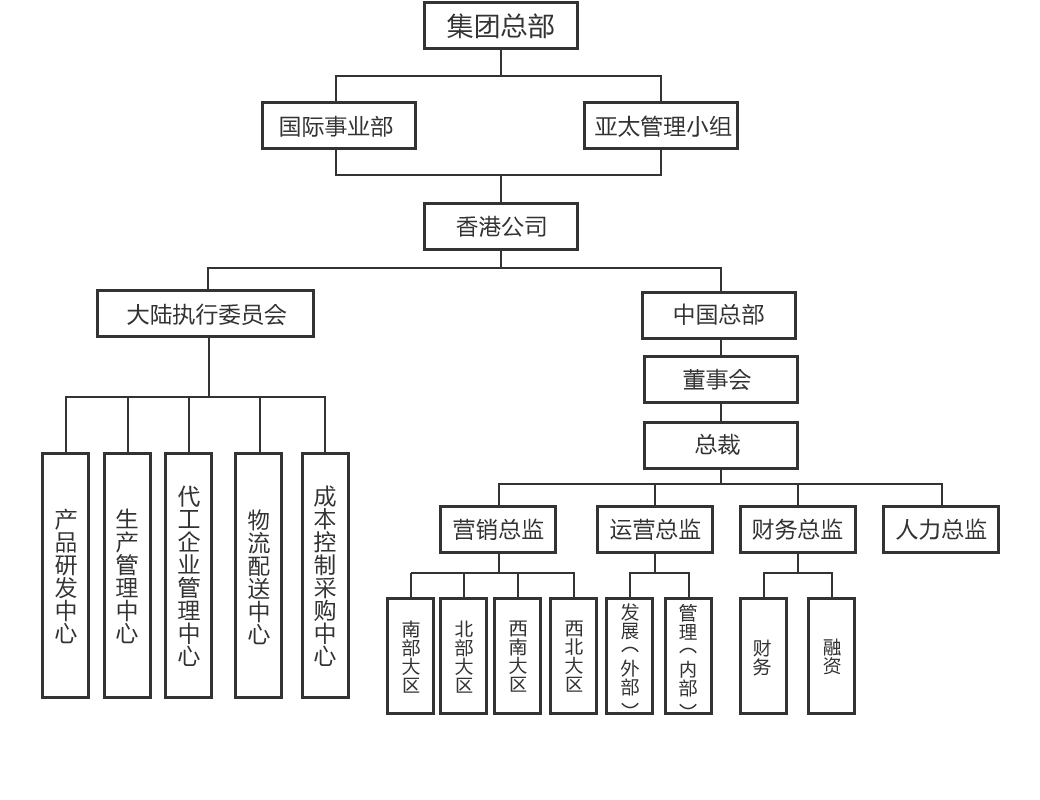 集团总部
国际事业部
亚太管理小组
香港公司
大陆执行委员会
中国总部
董事会
总裁
营销总监
运营总监
财务总监
人力总监
产品研发中心
生产管理中心
代工企业管理中心
物流配送中心
成本控制采购中心
南部大区
北部大区
西南大区
西北大区
发展（外部）
管理（内部）
财务
融资